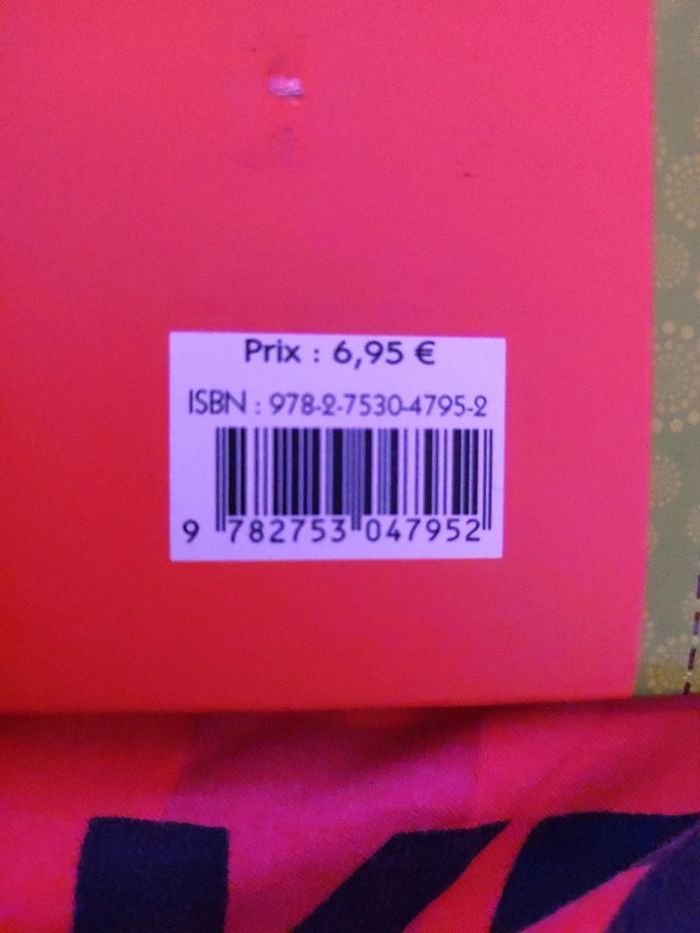 Prix : 6,95 €
ISBN : 978-2-7530-4795-2
9 782753 047952